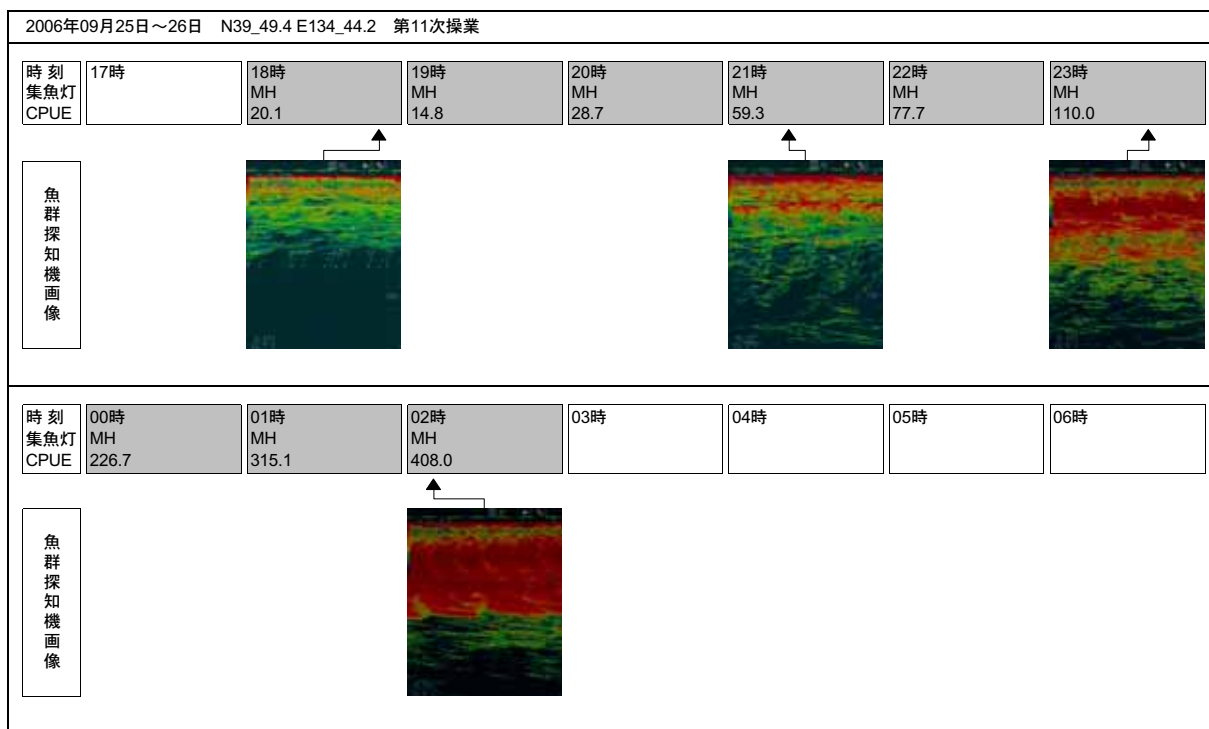 2006年09月25日～26日 N39_49.4 E134_44.2 第11次操業
時刻
集魚灯
CPUE
17時
18時
MH
20.1
19時
MH
14.8
20時
MH
28.7
21時
MH
59.3
22時
MH
77.7
23時
MH
110.0
魚群探知機画像
時刻
集魚灯
CPUE
00時
MH
226.7
01時
MH
315.1
02時
MH
408.0
03時
04時
05時
06時
魚群探知機画像